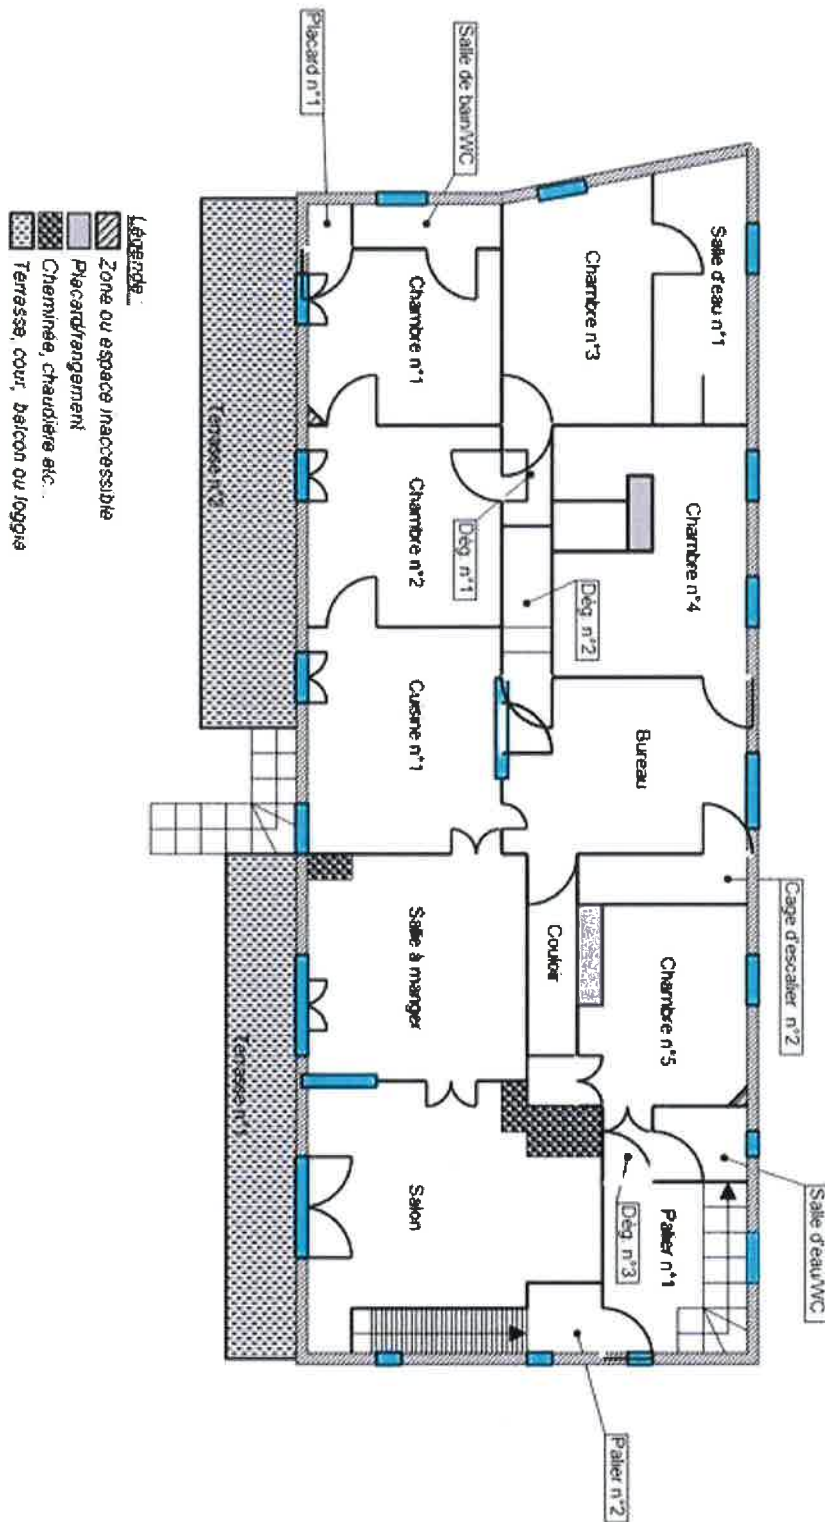 Placard n°1
Salle de bain/WC
Salle d'eau n°1
Chambre n°3
Chambre n°1
Chambre n°4
Chambre n°2
Dég. n°1
Dég. n°2
Terrasse n°2
Bureau
Cuisine n°1
Cage d'escalier n°2
Couloir
Chambre n°5
Salle à manger
Terrasse n°1
Salle d'eau/WC
Palier n°1
Dég. n°3
Salon
Palier n°2
Légende :
Zone ou espace inaccessible
Placard/rangement
Cheminée, chaudière etc...
Terrasse, cour, balcon ou loggia